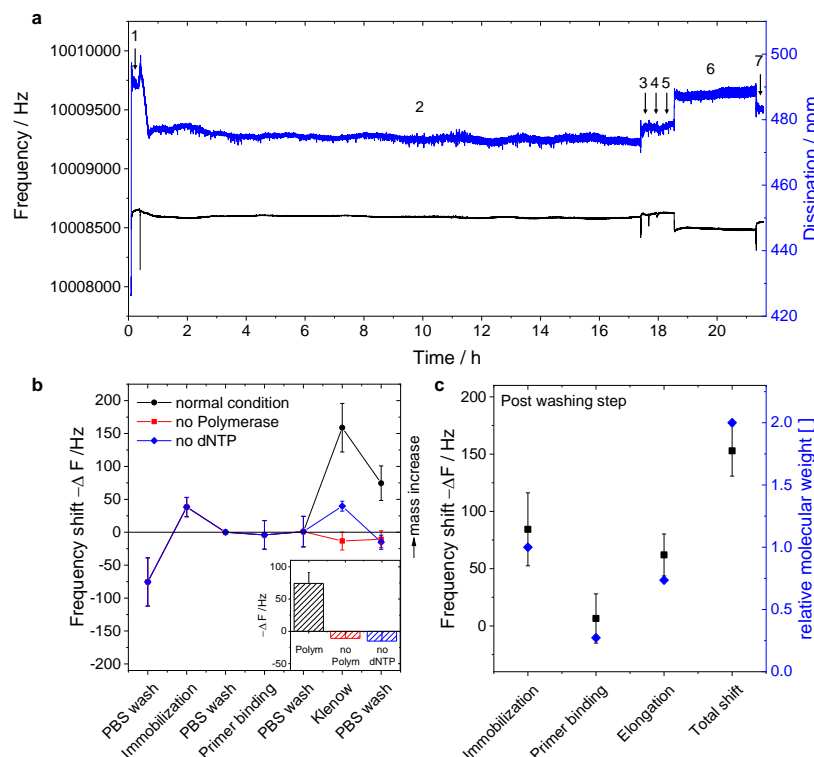 a
1
2
3
4
5
6
7
10010000
10009500
10009000
10008500
10008000
Frequency / Hz
500
480
460
440
420
Dissipation / ppm
0 2 4 6 8 10 12 14 16 18 20
Time / h
b
normal condition
no Polymerase
no dNTP
200
150
100
50
0
-50
-100
-150
-200
Frequency shift −Δ F /Hz
mass increase
100
50
0
-50
−Δ F /Hz
Polym
no
Polym
no
dNTP
PBS wash
Immobilization
PBS wash
Primer binding
PBS wash
Klenow
PBS wash
c
Post washing step
200
150
100
50
0
Frequency shift −Δ F/Hz
2.0
1.5
1.0
0.5
0.0
relative molecular weight [ ]
Immobilization
Primer binding
Elongation
Total shift